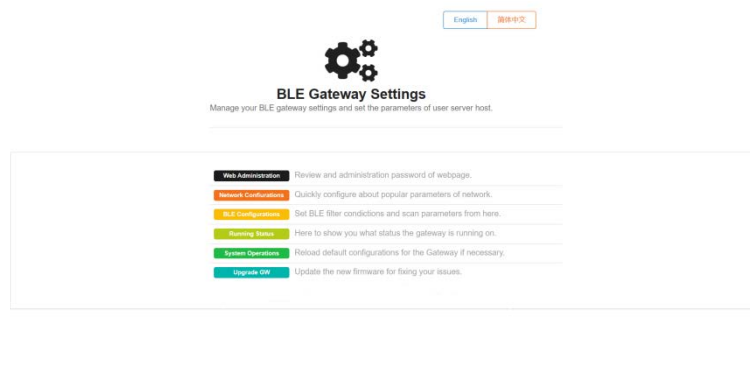 English 简体中文
BLE Gateway Settings
Manage your BLE gateway settings and set the parameters of user server host.
Web Administration Review and administration password of webpage.
Network Confiurations Quickly configure about popular parameters of network.
BLE Configurations Set BLE filter condictions and scan parameters from here.
Running Status Here to show you what status the gateway is running on.
System Operations Reload default configurations for the Gateway if necessary.
Upgrade GW Update the new firmware for fixing your issues.